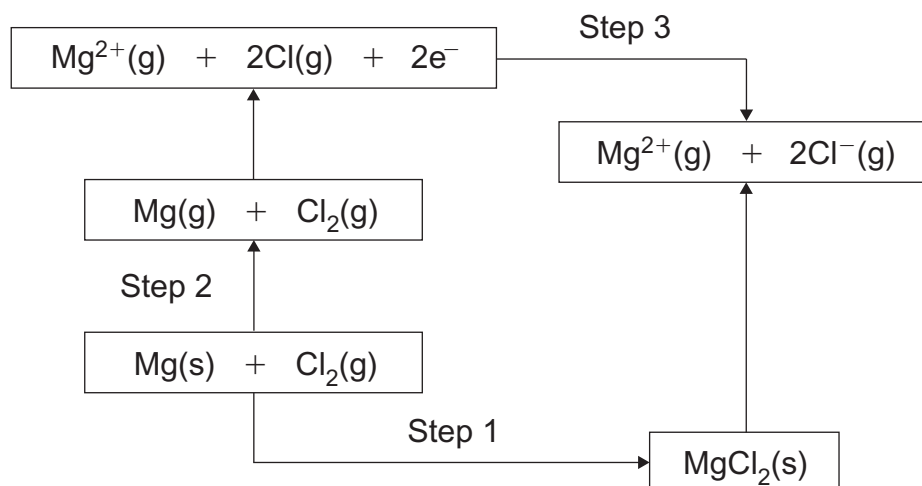 Step 3
Mg²⁺(g) + 2Cl(g) + 2e⁻
Mg²⁺(g) + 2Cl⁻(g)
Mg(g) + Cl₂(g)
Step 2
Mg(s) + Cl₂(g)
Step 1
MgCl₂(s)